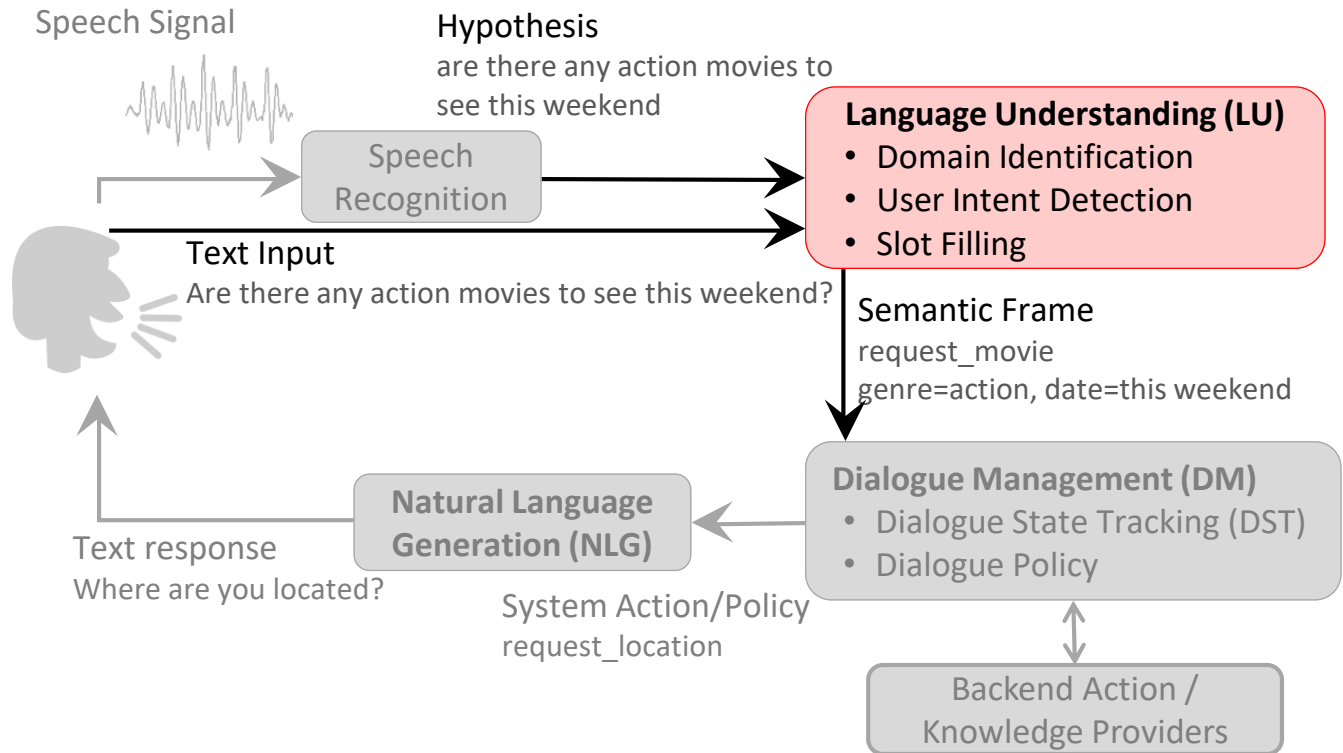 Speech Signal
Hypothesis
are there any action movies to
see this weekend
Speech
Recognition
Language Understanding (LU)
• Domain Identification
• User Intent Detection
• Slot Filling
Text Input
Are there any action movies to see this weekend?
Semantic Frame
request_movie
genre=action, date=this weekend
Dialogue Management (DM)
• Dialogue State Tracking (DST)
• Dialogue Policy
Natural Language
Generation (NLG)
Text response
Where are you located?
System Action/Policy
request_location
Backend Action /
Knowledge Providers